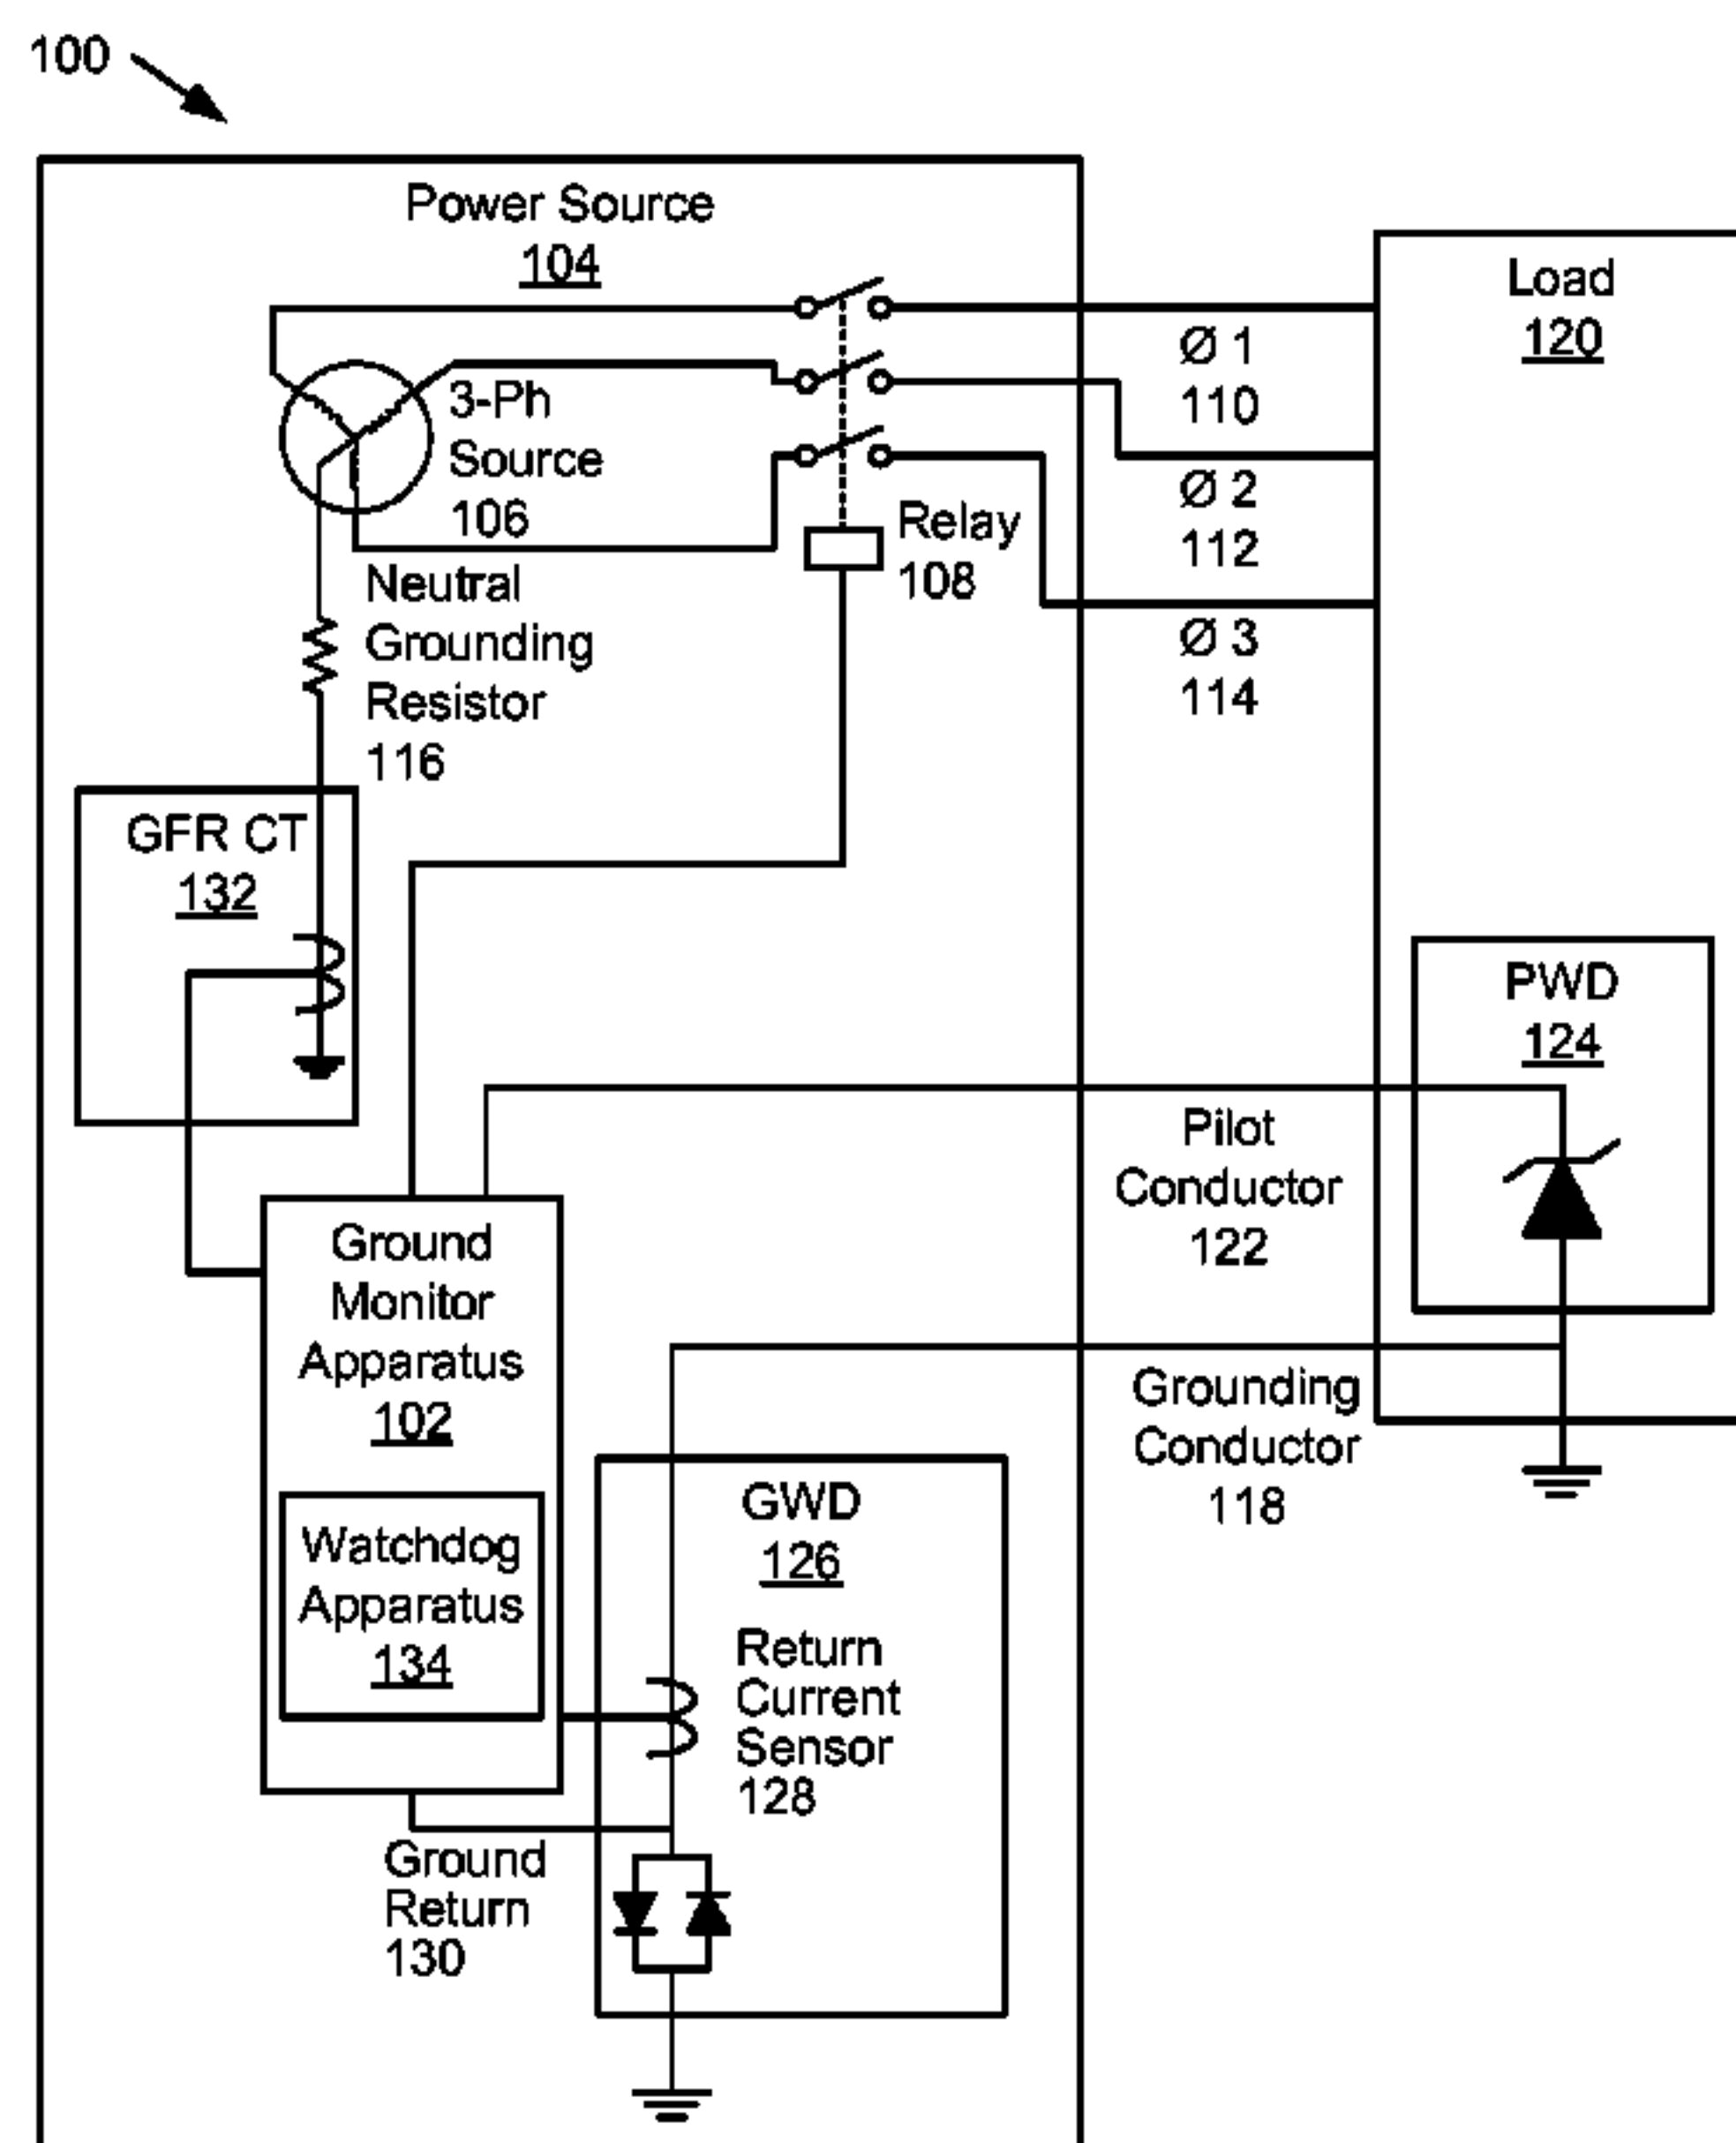 100
Power Source
104
Load
120
Ø 1
110
3-Ph
Source
106
Ø 2
112
Relay
108
Neutral
Grounding
Resistor
116
Ø 3
114
GFR CT
132
PWD
124
Pilot
Conductor
122
Ground
Monitor
Apparatus
102
Grounding
Conductor
118
GWD
126
Watchdog
Apparatus
134
Return
Current
Sensor
128
Ground
Return
130